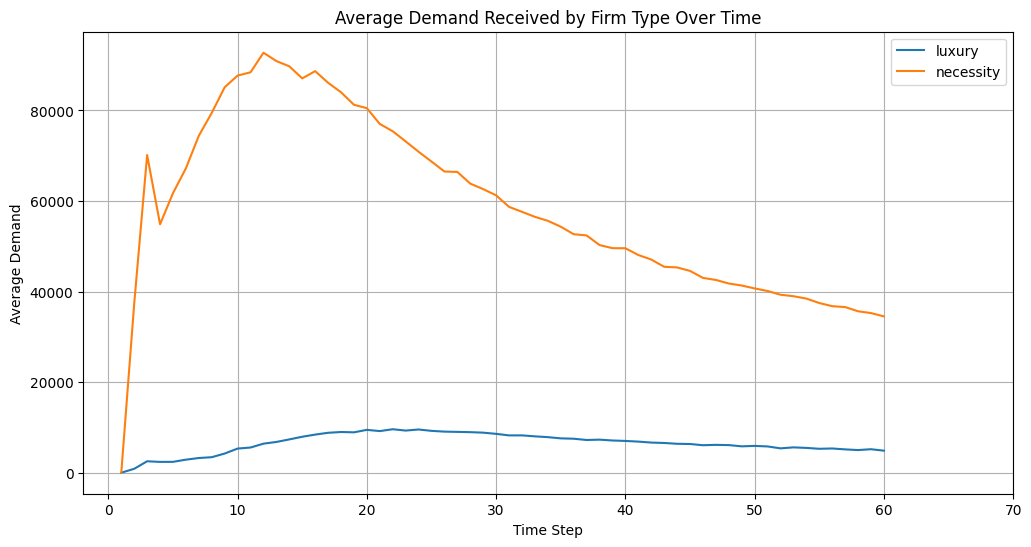 Average Demand Received by Firm Type Over Time
luxury
necessity
Average Demand
80000
60000
40000
20000
0
0 10 20 30 40 50 60 70
Time Step